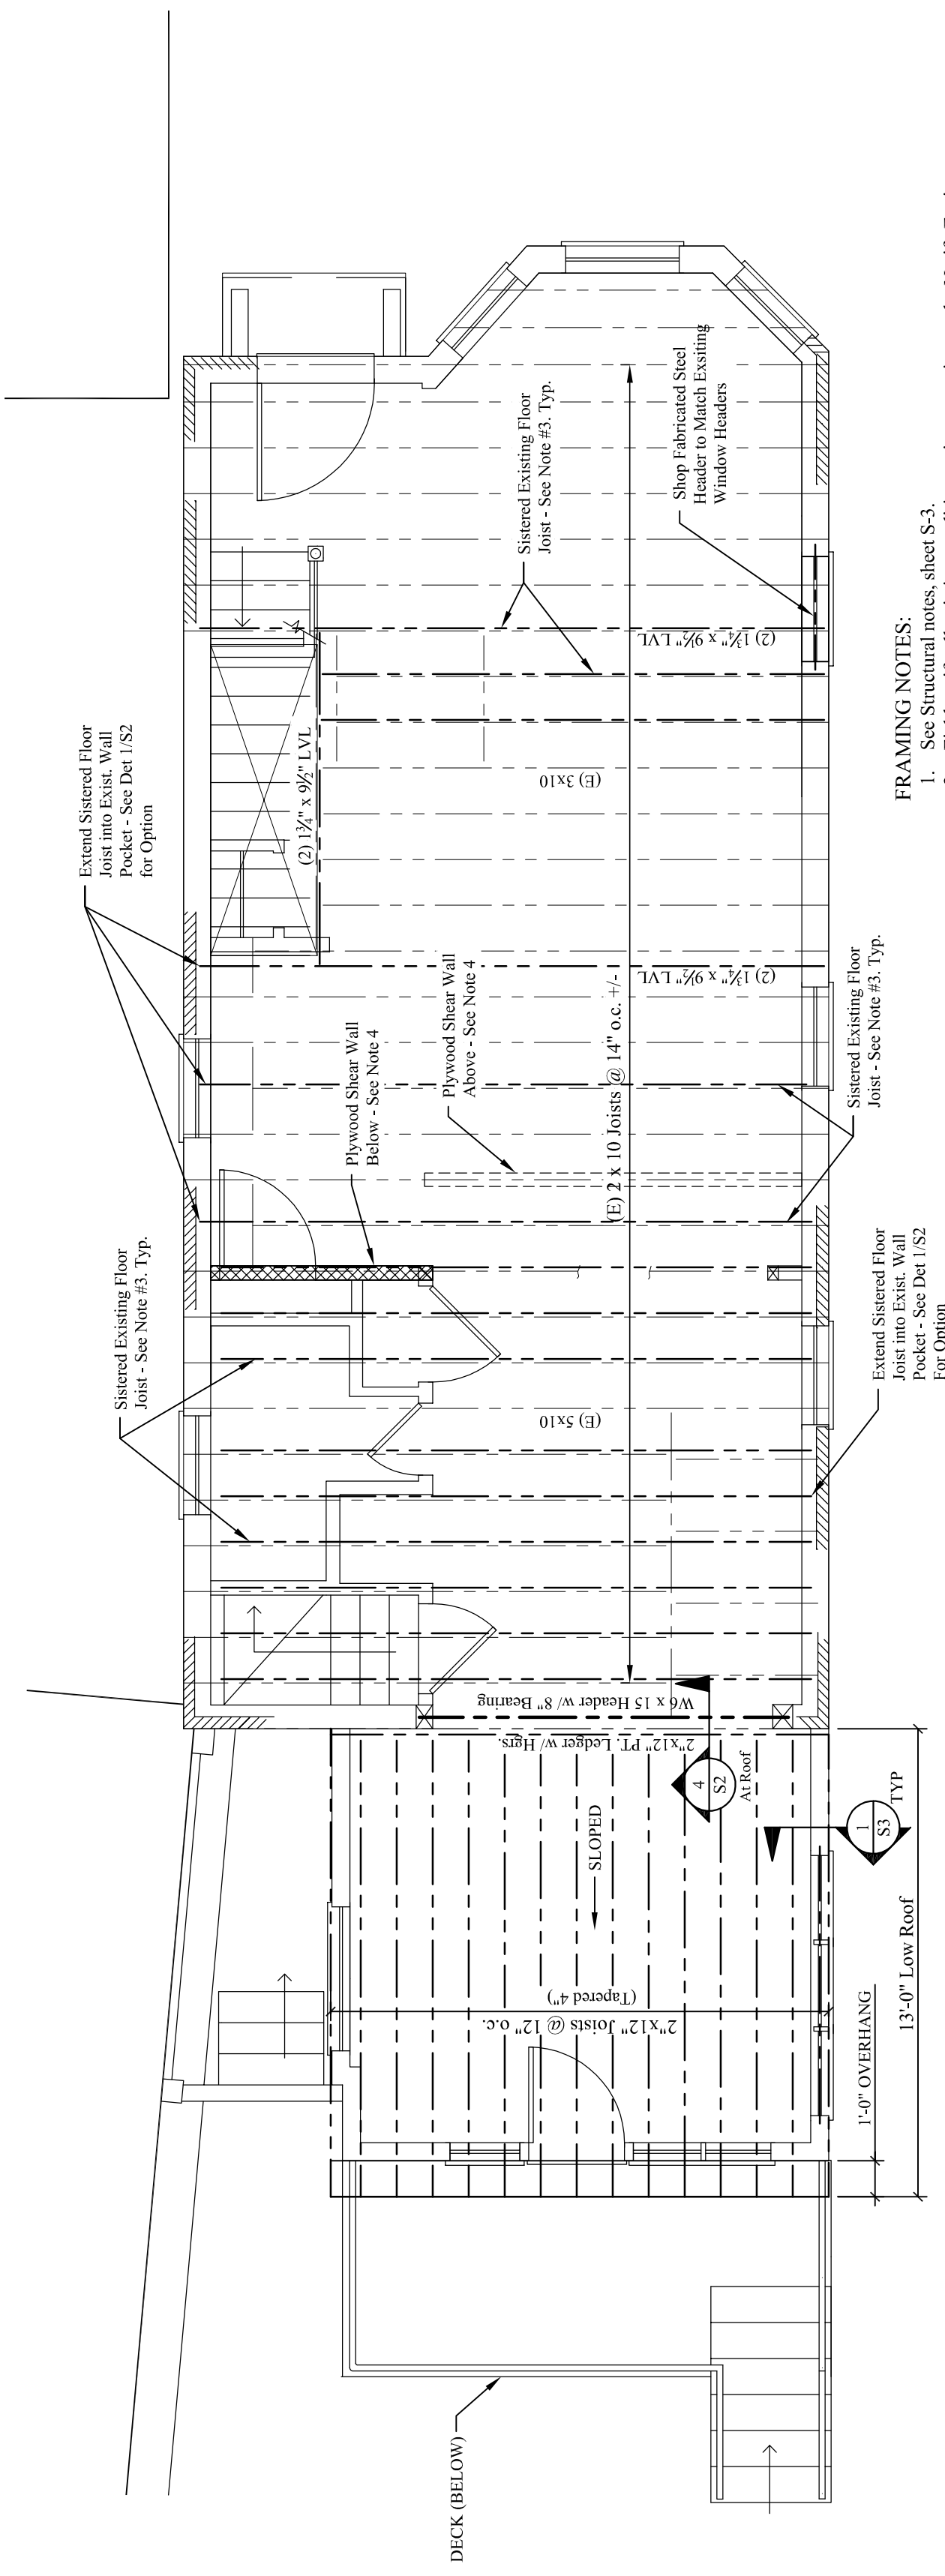 Extend Sistered Floor
Joist into Exist. Wall
Pocket - See Det 1/S2
for Option
Sistered Existing Floor
Joist - See Note #3. Typ.
Plywood Shear Wall
Below - See Note 4
Plywood Shear Wall
Above - See Note 4
(2) 1¾" x 9½" LVL
Sistered Existing Floor
Joist - See Note #3. Typ.
Shop Fabricated Steel
Header to Match Exsiting
Window Headers
(2) 1¾" x 9½" LVL
(E) 3x10
(2) 1¾" x 9½" LVL
(E) 2 x 10 Joists @ 14" o.c. +/-
(E) 5x10
Sistered Existing Floor
Joist - See Note #3. Typ.
Extend Sistered Floor
Joist into Exist. Wall
Pocket - See Det 1/S2
For Option
W6 x 15 Header w/ 8" Bearing
2"x12" PT. Ledger w/ Hgrs.
4
S2
At Roof
SLOPED
1
S3
TYP
2"x12" Joists @ 12" o.c.
(Tapered 4")
1'-0" OVERHANG
13'-0" Low Roof
DECK (BELOW)
FRAMING NOTES:
1. See Structural notes, sheet S-3.